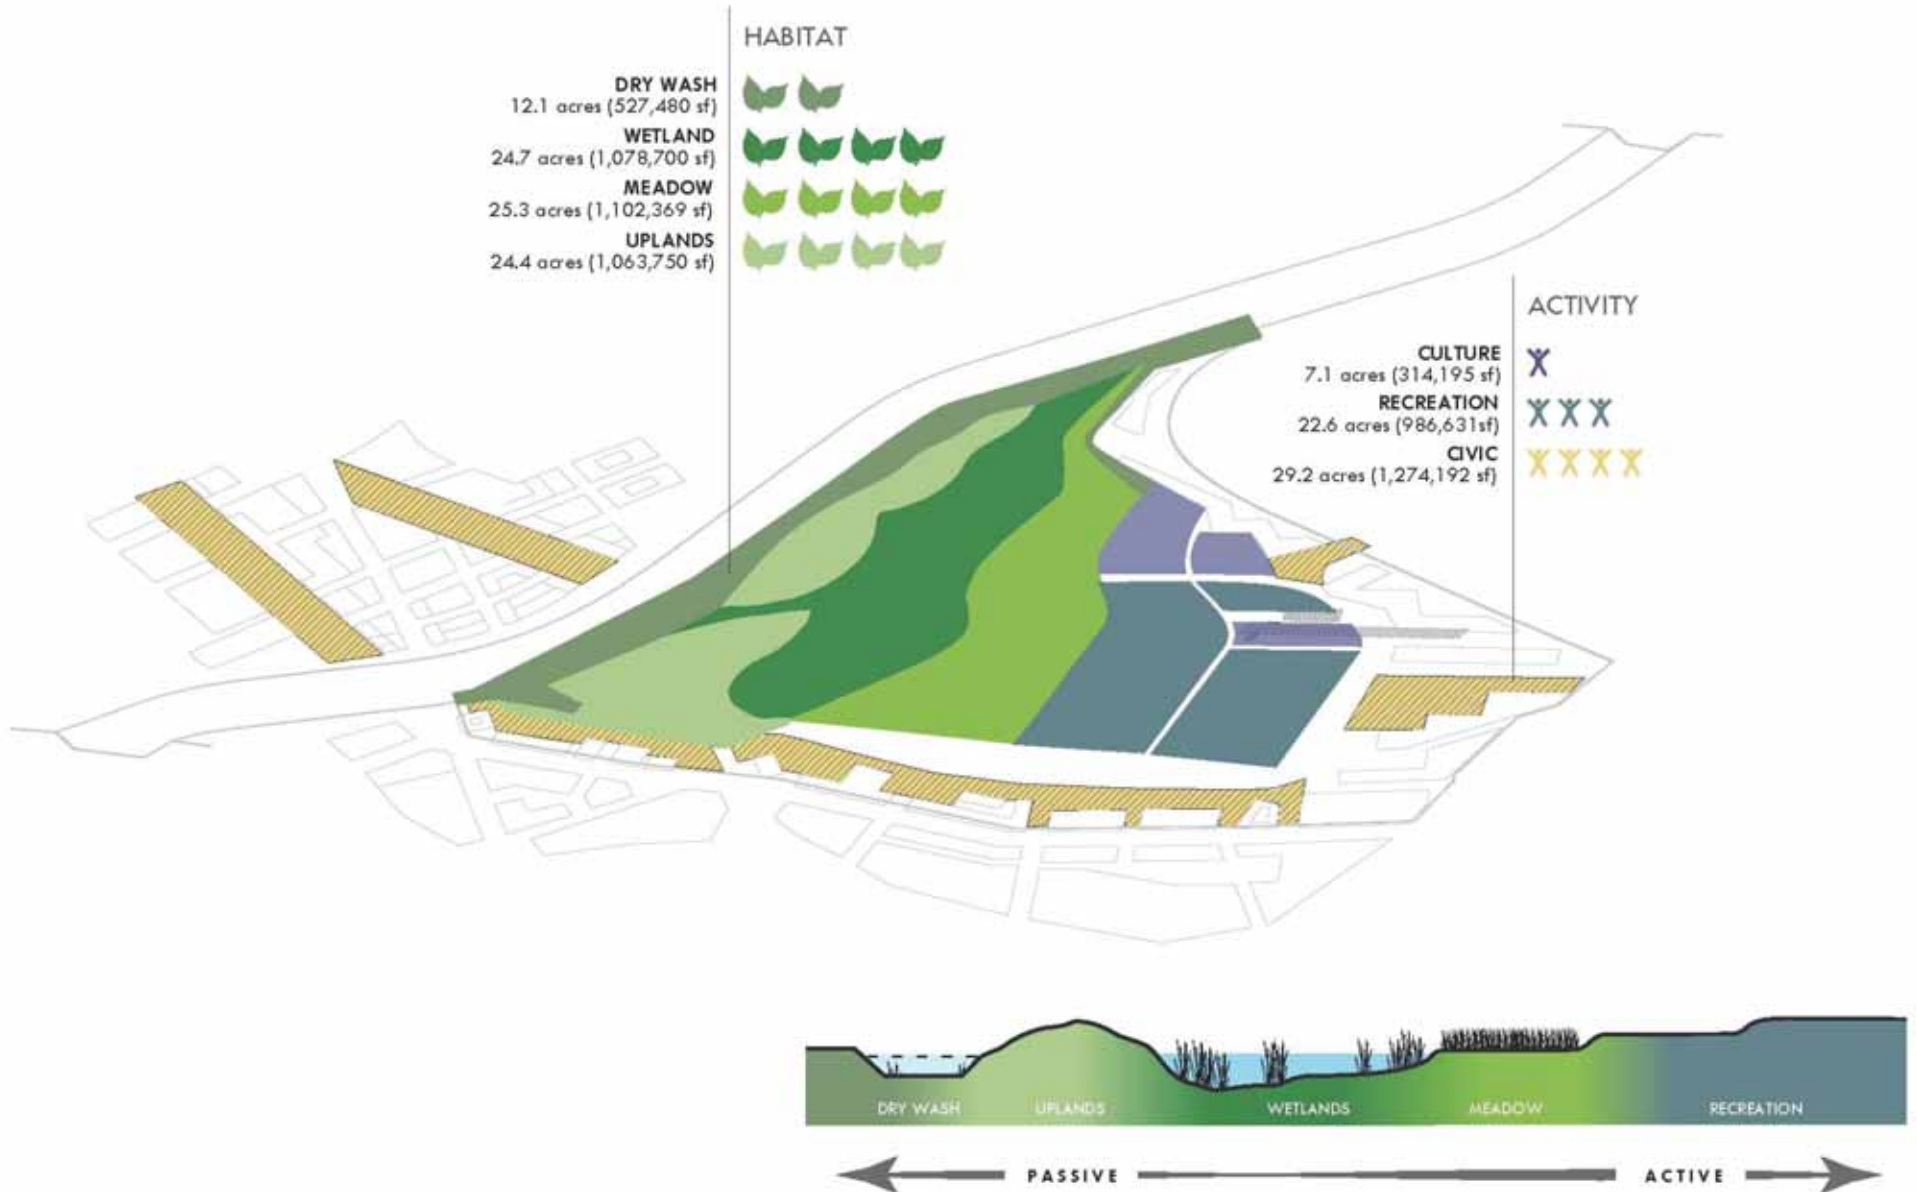 HABITAT
DRY WASH
12.1 acres (527,480 sf)
WETLAND
24.7 acres (1,078,700 sf)
MEADOW
25.3 acres (1,102,369 sf)
UPLANDS
24.4 acres (1,063,750 sf)
ACTIVITY
CULTURE
7.1 acres (314,195 sf)
RECREATION
22.6 acres (986,631sf)
CIVIC
29.2 acres (1,274,192 sf)
DRY WASH UPLANDS WETLANDS MEADOW RECREATION
PASSIVE ACTIVE